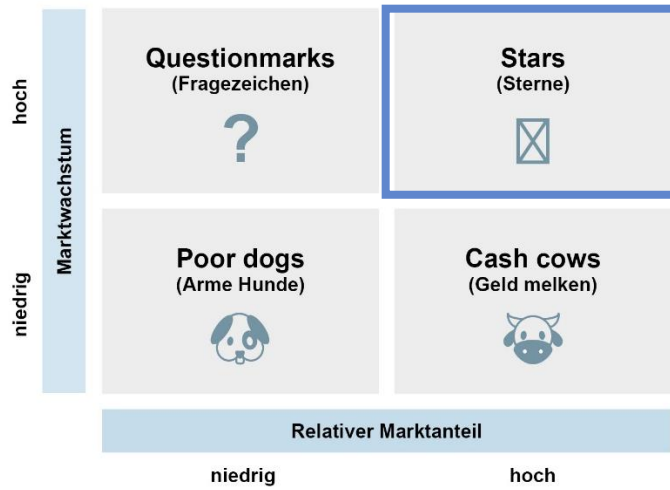 Questionmarks
(Fragezeichen)
?
Stars
(Sterne)
hoch
Marktwachstum
niedrig
Poor dogs
(Arme Hunde)
Cash cows
(Geld melken)
Relativer Marktanteil
niedrig
hoch